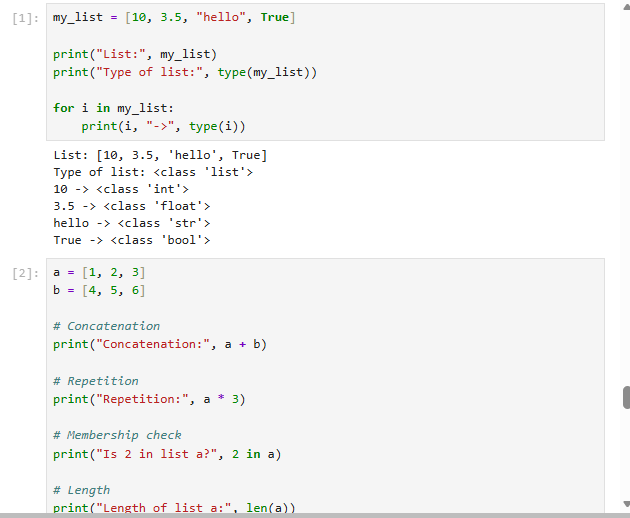 [1]: my_list = [10, 3.5, "hello", True]
print("List:", my_list)
print("Type of list:", type(my_list))
for i in my_list:
    print(i, "->", type(i))
List: [10, 3.5, 'hello', True]
Type of list: <class 'list'>
10 -> <class 'int'>
3.5 -> <class 'float'>
hello -> <class 'str'>
True -> <class 'bool'>
[2]: a = [1, 2, 3]
b = [4, 5, 6]
# Concatenation
print("Concatenation:", a + b)
# Repetition
print("Repetition:", a * 3)
# Membership check
print("Is 2 in list a?", 2 in a)
# Length
print("Length of list a:", len(a))